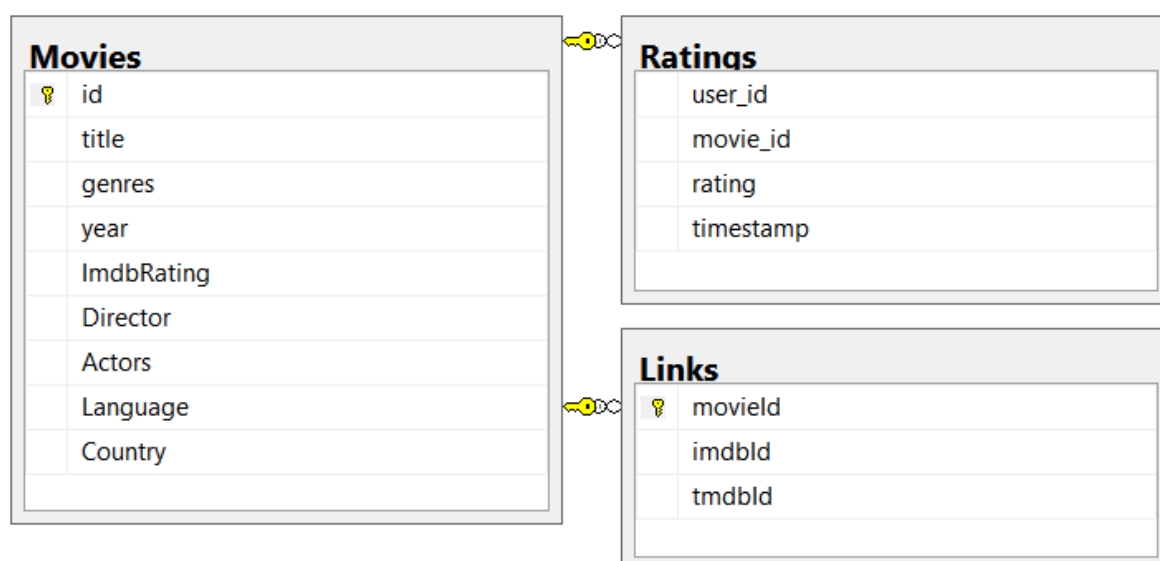 Movies
id
title
genres
year
ImdbRating
Director
Actors
Language
Country
Ratings
user_id
movie_id
rating
timestamp
Links
movieId
imdbId
tmdbId